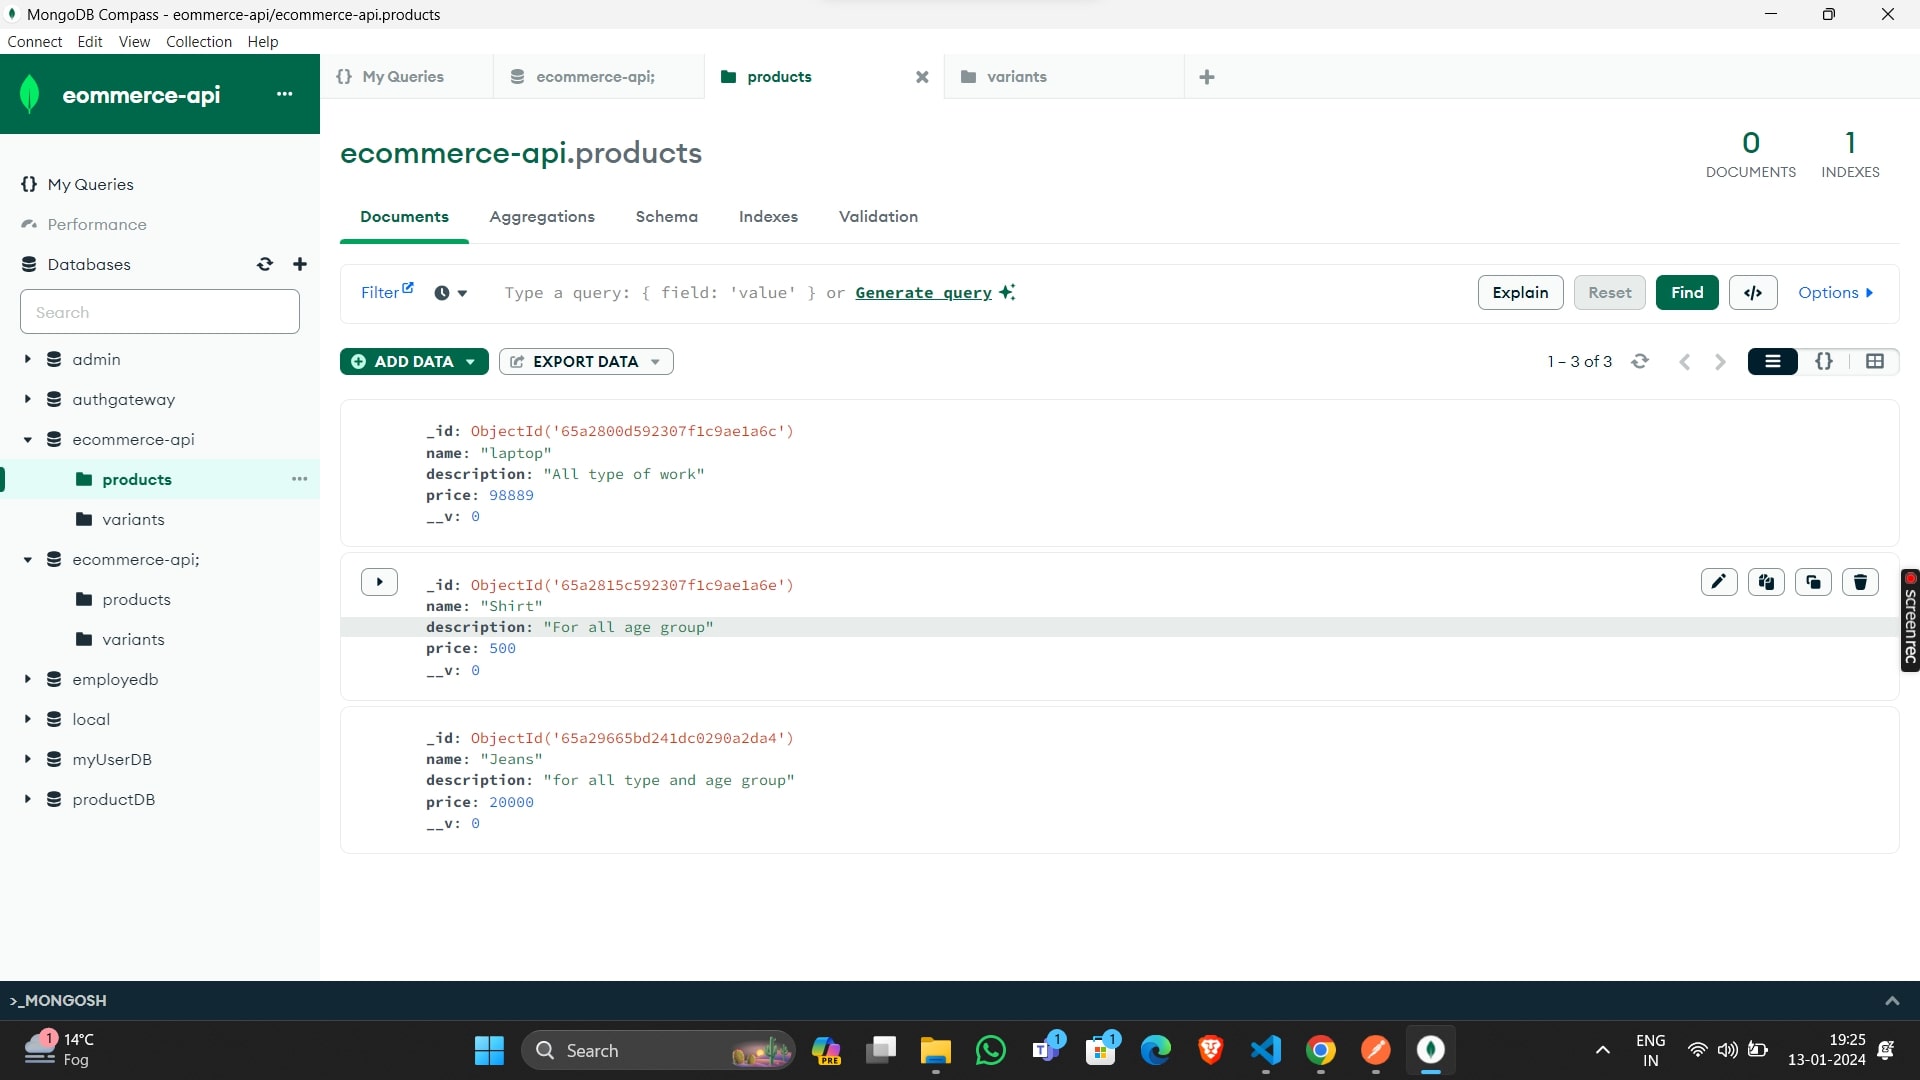 MongoDB Compass - eommerce-api/ecommerce-api.products
Connect Edit View Collection Help
eommerce-api
My Queries
ecommerce-api;
products
variants
My Queries
Performance
Databases
Search
admin
authgateway
ecommerce-api
products
variants
ecommerce-api;
products
variants
employedb
local
myUserDB
productDB
ecommerce-api.products
0
DOCUMENTS
1
INDEXES
Documents Aggregations Schema Indexes Validation
Filter
Type a query: { field: 'value' } or Generate query
Explain Reset Find </> Options
ADD DATA EXPORT DATA
1 – 3 of 3
{}
_id: ObjectId('65a2800d592307f1c9ae1a6c')
name: "laptop"
description: "All type of work"
price: 98889
__v: 0
_id: ObjectId('65a2815c592307f1c9ae1a6e')
name: "Shirt"
description: "For all age group"
price: 500
__v: 0
_id: ObjectId('65a29665bd241dc0290a2da4')
name: "Jeans"
description: "for all type and age group"
price: 20000
__v: 0
screenrec
>_MONGOSH
1
14°C
Fog
Search
PRE
1
1
ENG
IN
19:25
13-01-2024